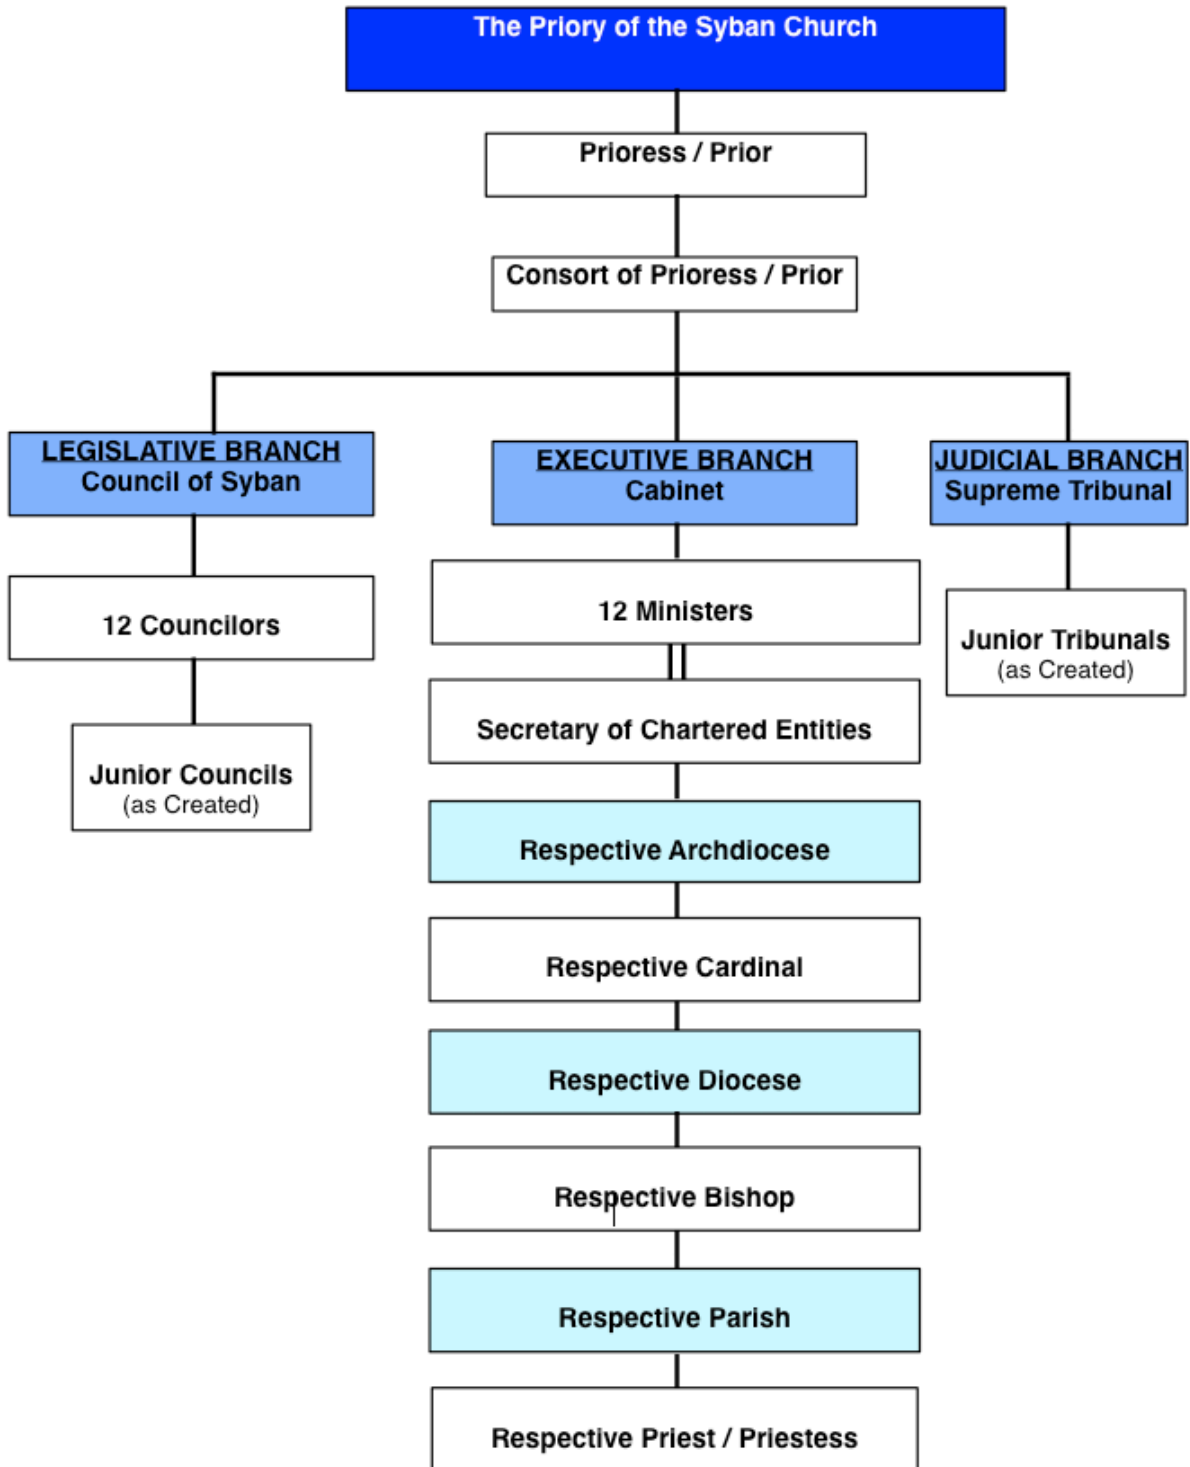 The Priory of the Syban Church
Prioress / Prior
Consort of Prioress / Prior
LEGISLATIVE BRANCH
Council of Syban
EXECUTIVE BRANCH
Cabinet
JUDICIAL BRANCH
Supreme Tribunal
12 Councilors
12 Ministers
Junior Tribunals
(as Created)
Secretary of Chartered Entities
Junior Councils
(as Created)
Respective Archdiocese
Respective Cardinal
Respective Diocese
Respective Bishop
Respective Parish
Respective Priest / Priestess